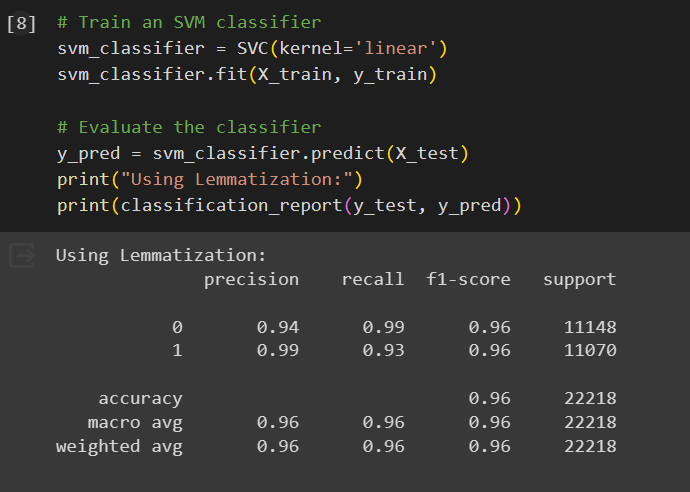 [8] # Train an SVM classifier
svm_classifier = SVC(kernel='linear')
svm_classifier.fit(X_train, y_train)

# Evaluate the classifier
y_pred = svm_classifier.predict(X_test)
print("Using Lemmatization:")
print(classification_report(y_test, y_pred))

Using Lemmatization:
              precision    recall  f1-score   support

           0       0.94      0.99      0.96     11148
           1       0.99      0.93      0.96     11070

    accuracy                           0.96     22218
   macro avg       0.96      0.96      0.96     22218
weighted avg       0.96      0.96      0.96     22218